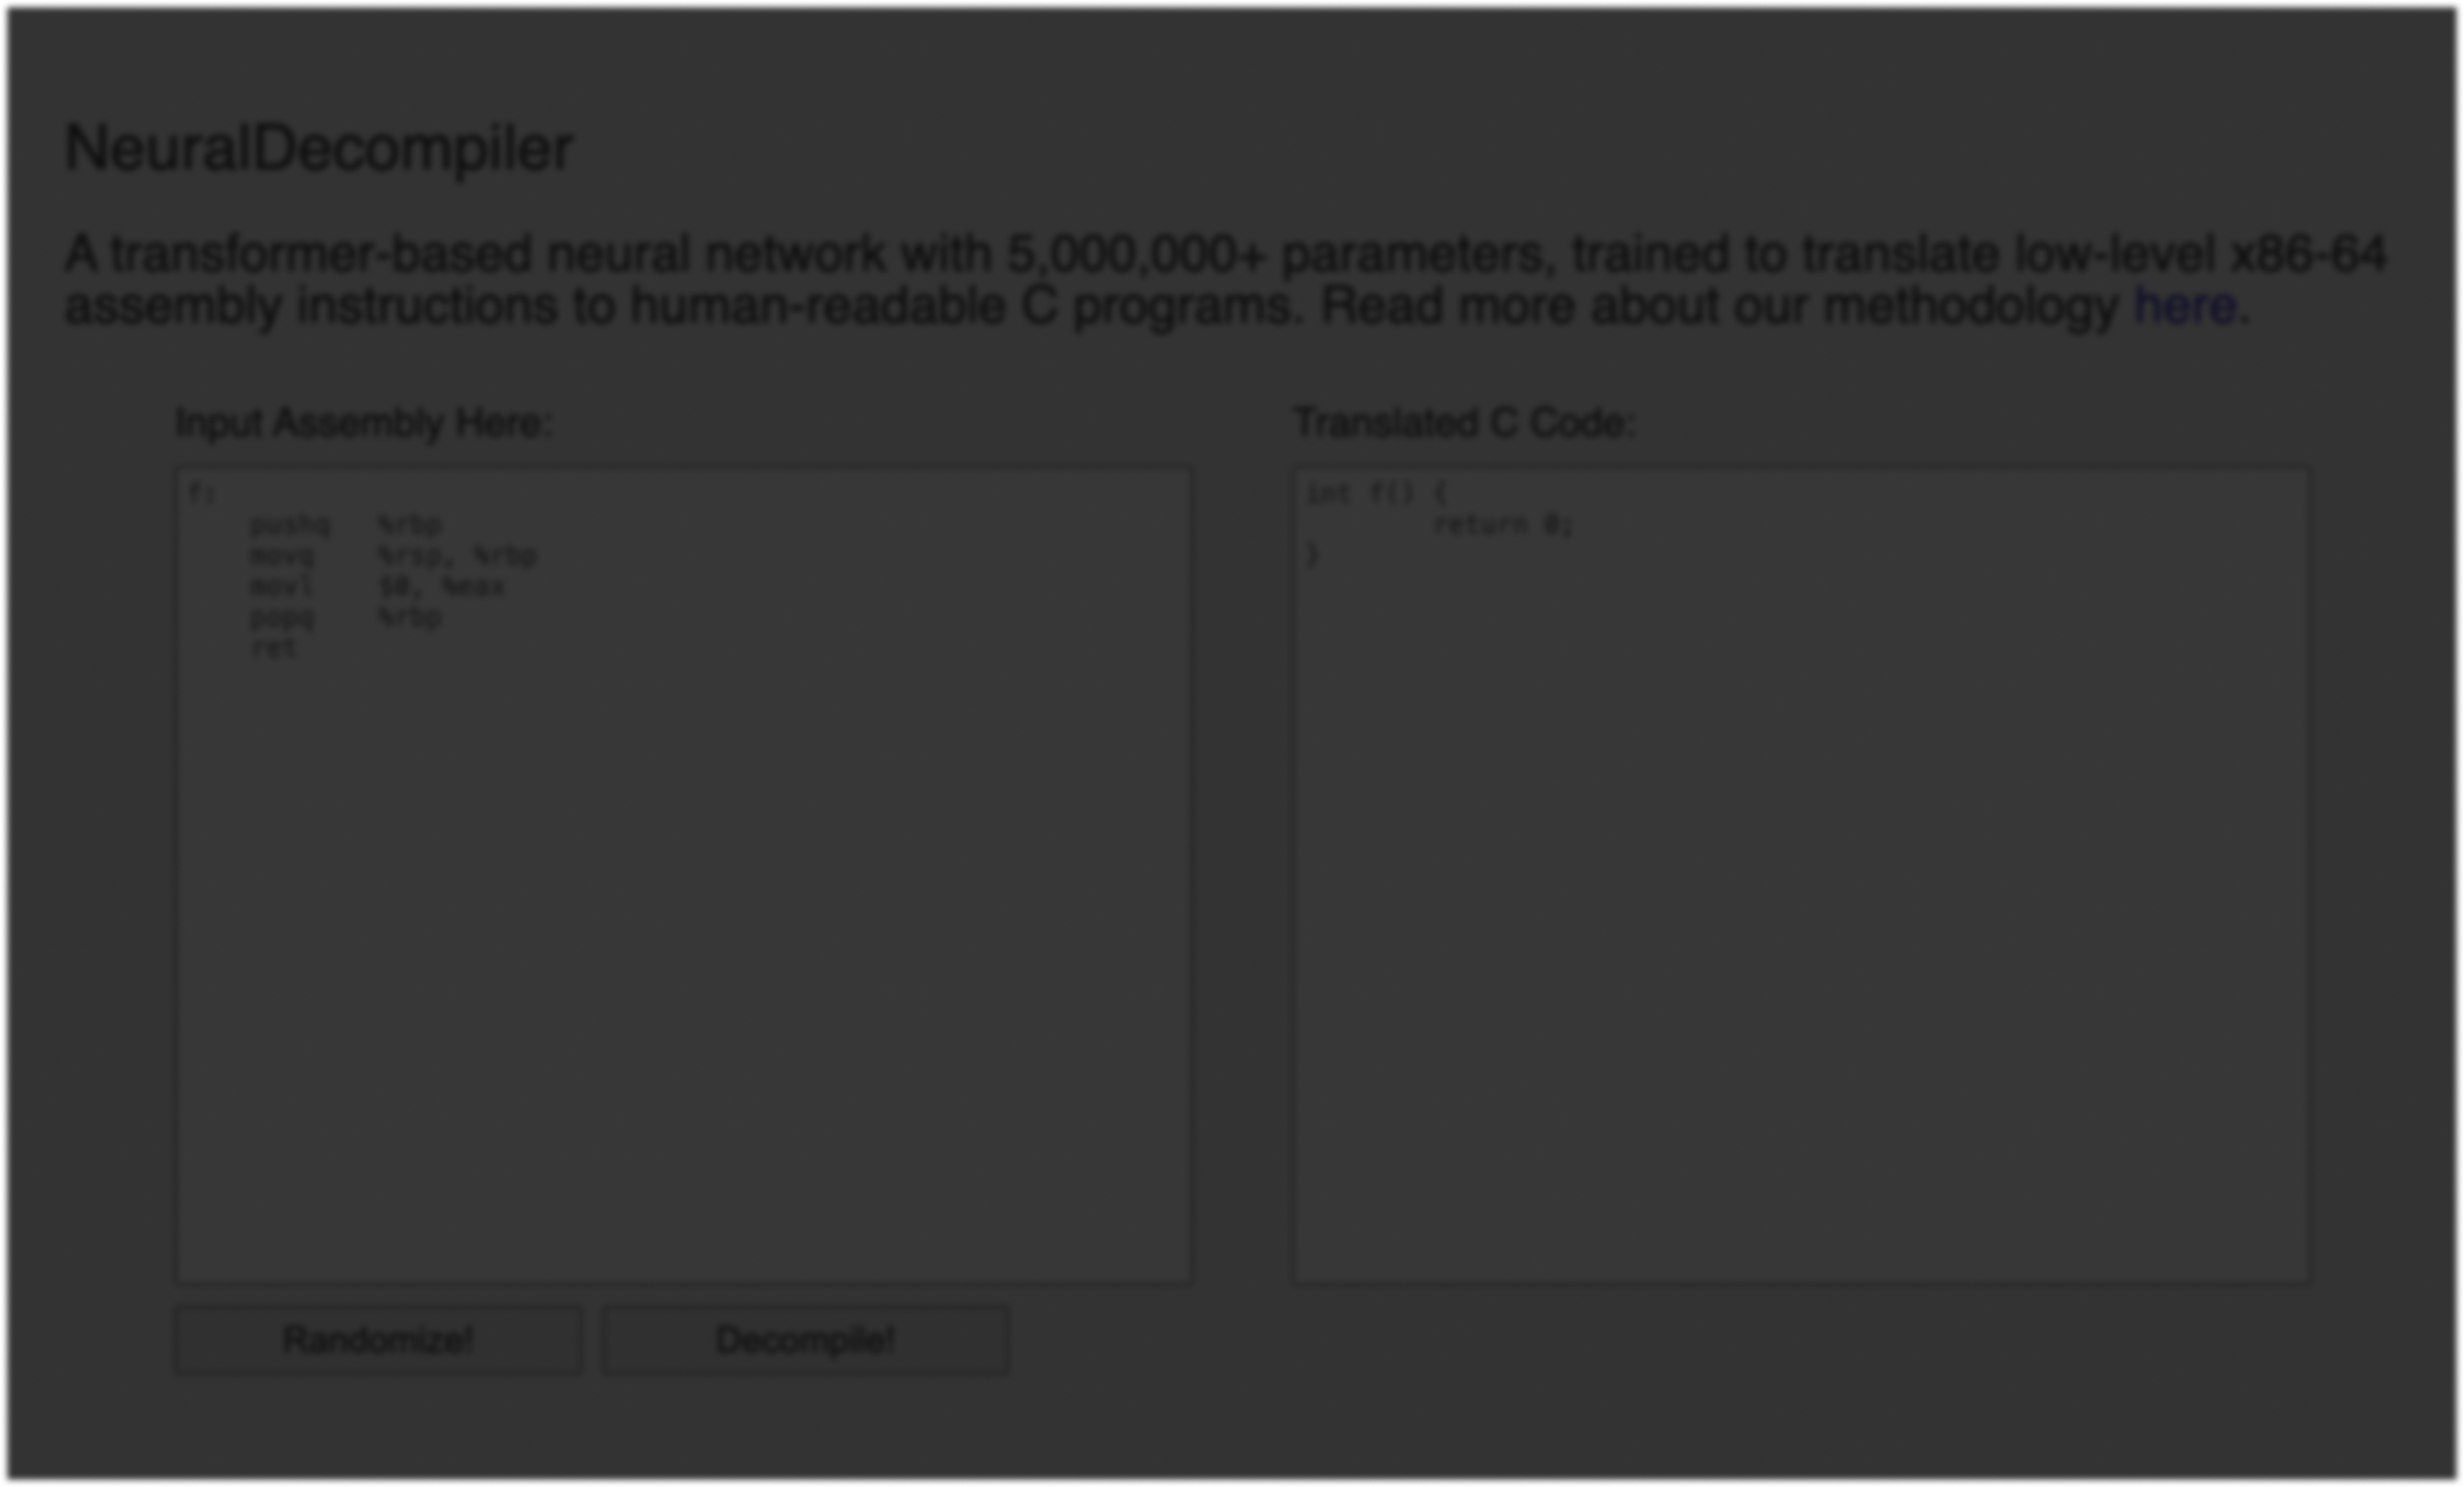 NeuralDecompiler
A transformer-based neural network with 5,000,000+ parameters, trained to translate low-level x86-64
assembly instructions to human-readable C programs. Read more about our methodology here.
Input Assembly Here:
f:
    pushq   %rbp
    movq    %rsp, %rbp
    movl    $0, %eax
    popq    %rbp
    ret
Translated C Code:
int f() {
        return 0;
}
Randomize!
Decompile!